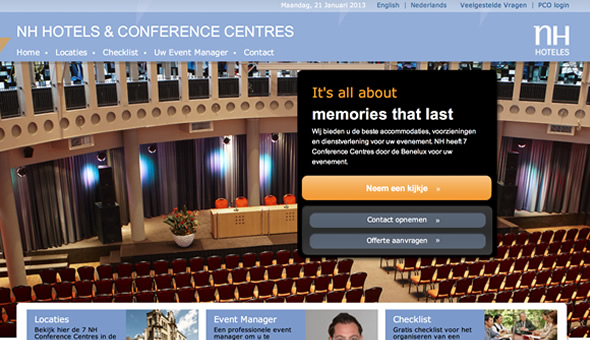 Maandag, 21 Januari 2013 English | Nederlands Veelgestelde Vragen | PCO login
NH HOTELS & CONFERENCE CENTRES
nH
HOTELES
Home Locaties Checklist Uw Event Manager Contact
It's all about
memories that last
Wij bieden u de beste accommodaties, voorzieningen
en dienstverlening voor uw evenement. NH heeft 7
Conference Centres door de Benelux voor uw
evenement.
Neem een kijkje »
Contact opnemen »
Offerte aanvragen »
Locaties
Bekijk hier de 7 NH
Conference Centres in de
Event Manager
Een professionele event
manager om u te
Checklist
Gratis checklist voor het
organiseren van een